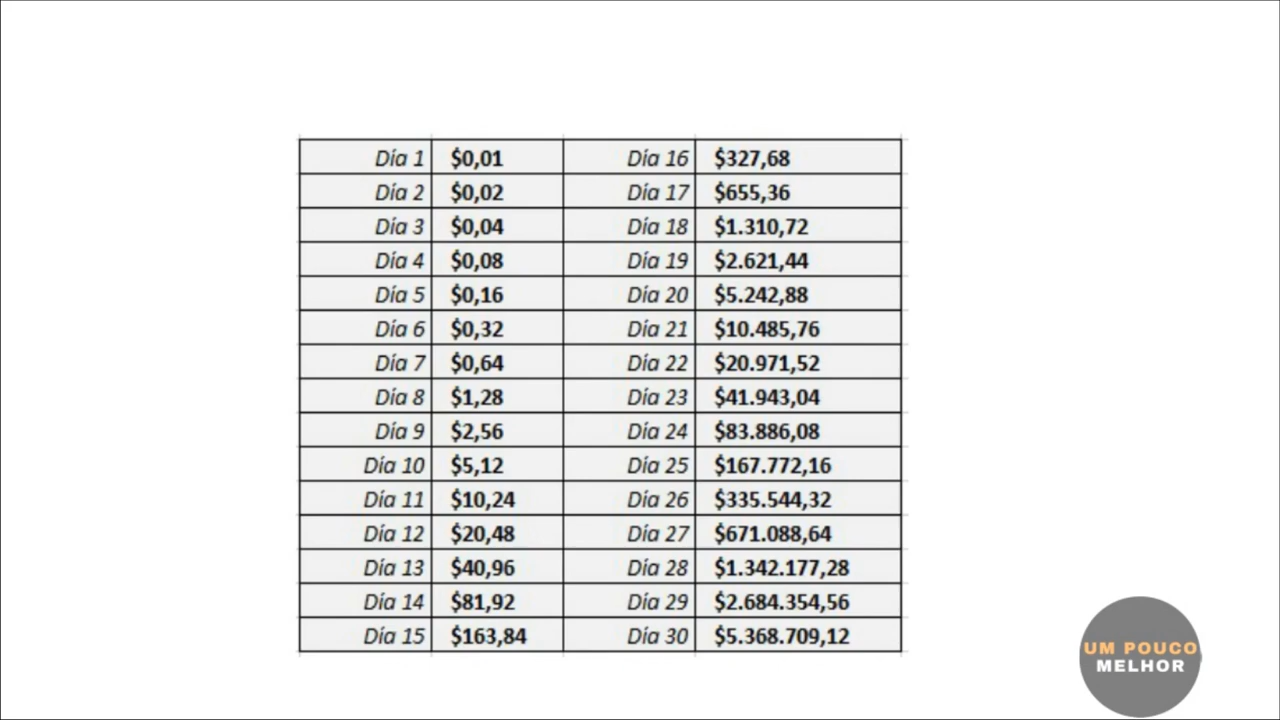 Día 1 $0,01 Día 16 $327,68
Día 2 $0,02 Día 17 $655,36
Día 3 $0,04 Día 18 $1.310,72
Día 4 $0,08 Día 19 $2.621,44
Día 5 $0,16 Día 20 $5.242,88
Día 6 $0,32 Día 21 $10.485,76
Día 7 $0,64 Día 22 $20.971,52
Día 8 $1,28 Día 23 $41.943,04
Día 9 $2,56 Día 24 $83.886,08
Día 10 $5,12 Día 25 $167.772,16
Día 11 $10,24 Día 26 $335.544,32
Día 12 $20,48 Día 27 $671.088,64
Día 13 $40,96 Día 28 $1.342.177,28
Día 14 $81,92 Día 29 $2.684.354,56
Día 15 $163,84 Día 30 $5.368.709,12
UM POUCO
MELHOR